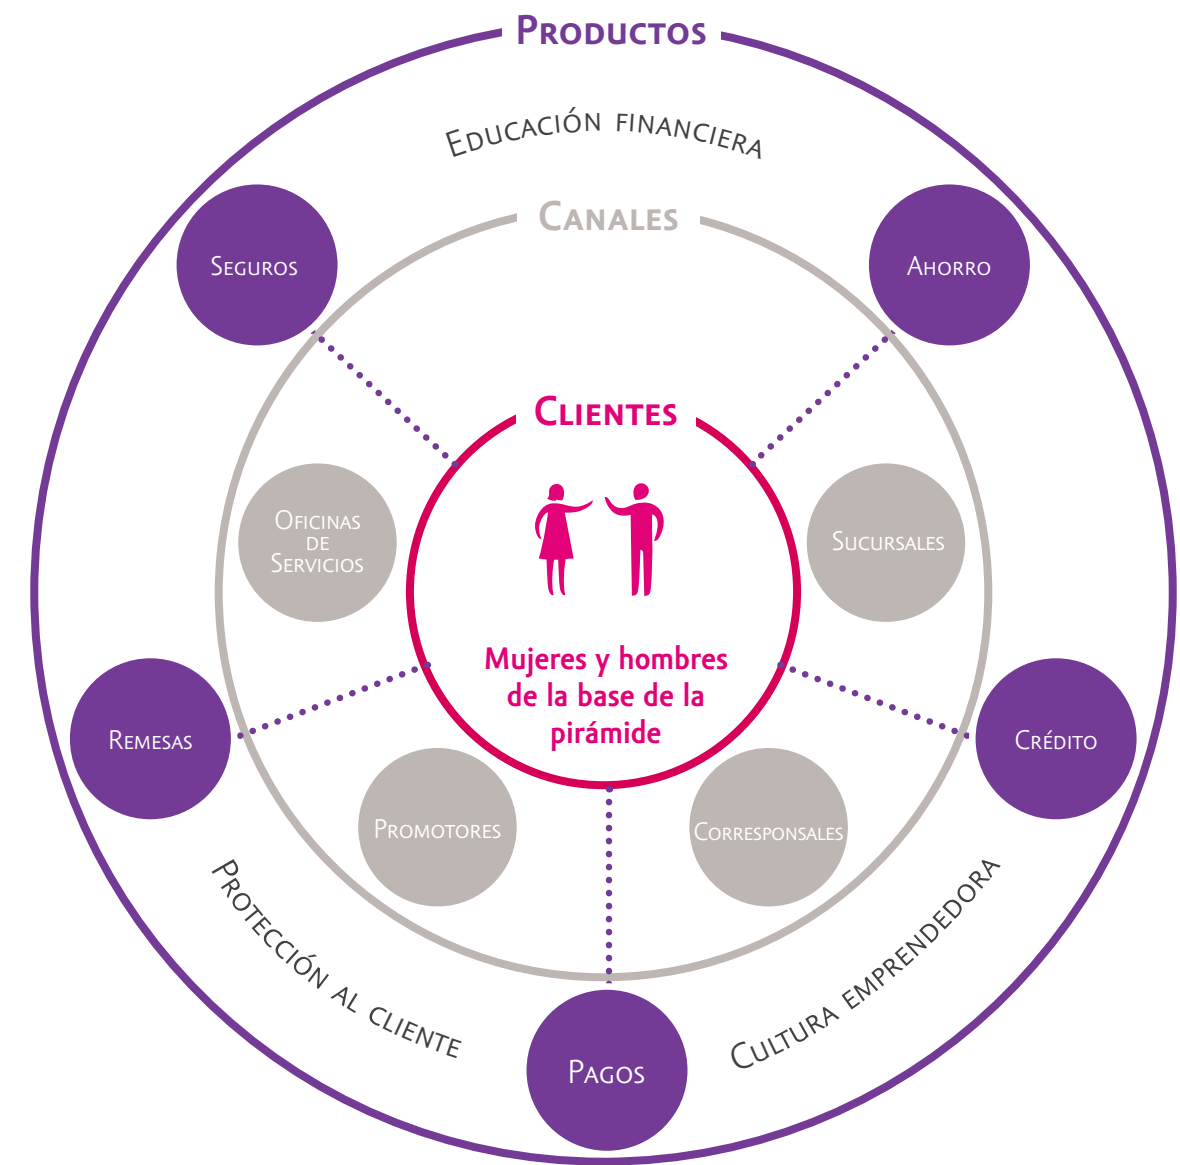 Productos
Educación financiera
Canales
Seguros
Ahorro
Clientes
Oficinas
de
Servicios
Sucursales
Mujeres y hombres
de la base de la
pirámide
Remesas
Crédito
Promotores
Corresponsales
Protección al cliente
Cultura emprendedora
Pagos